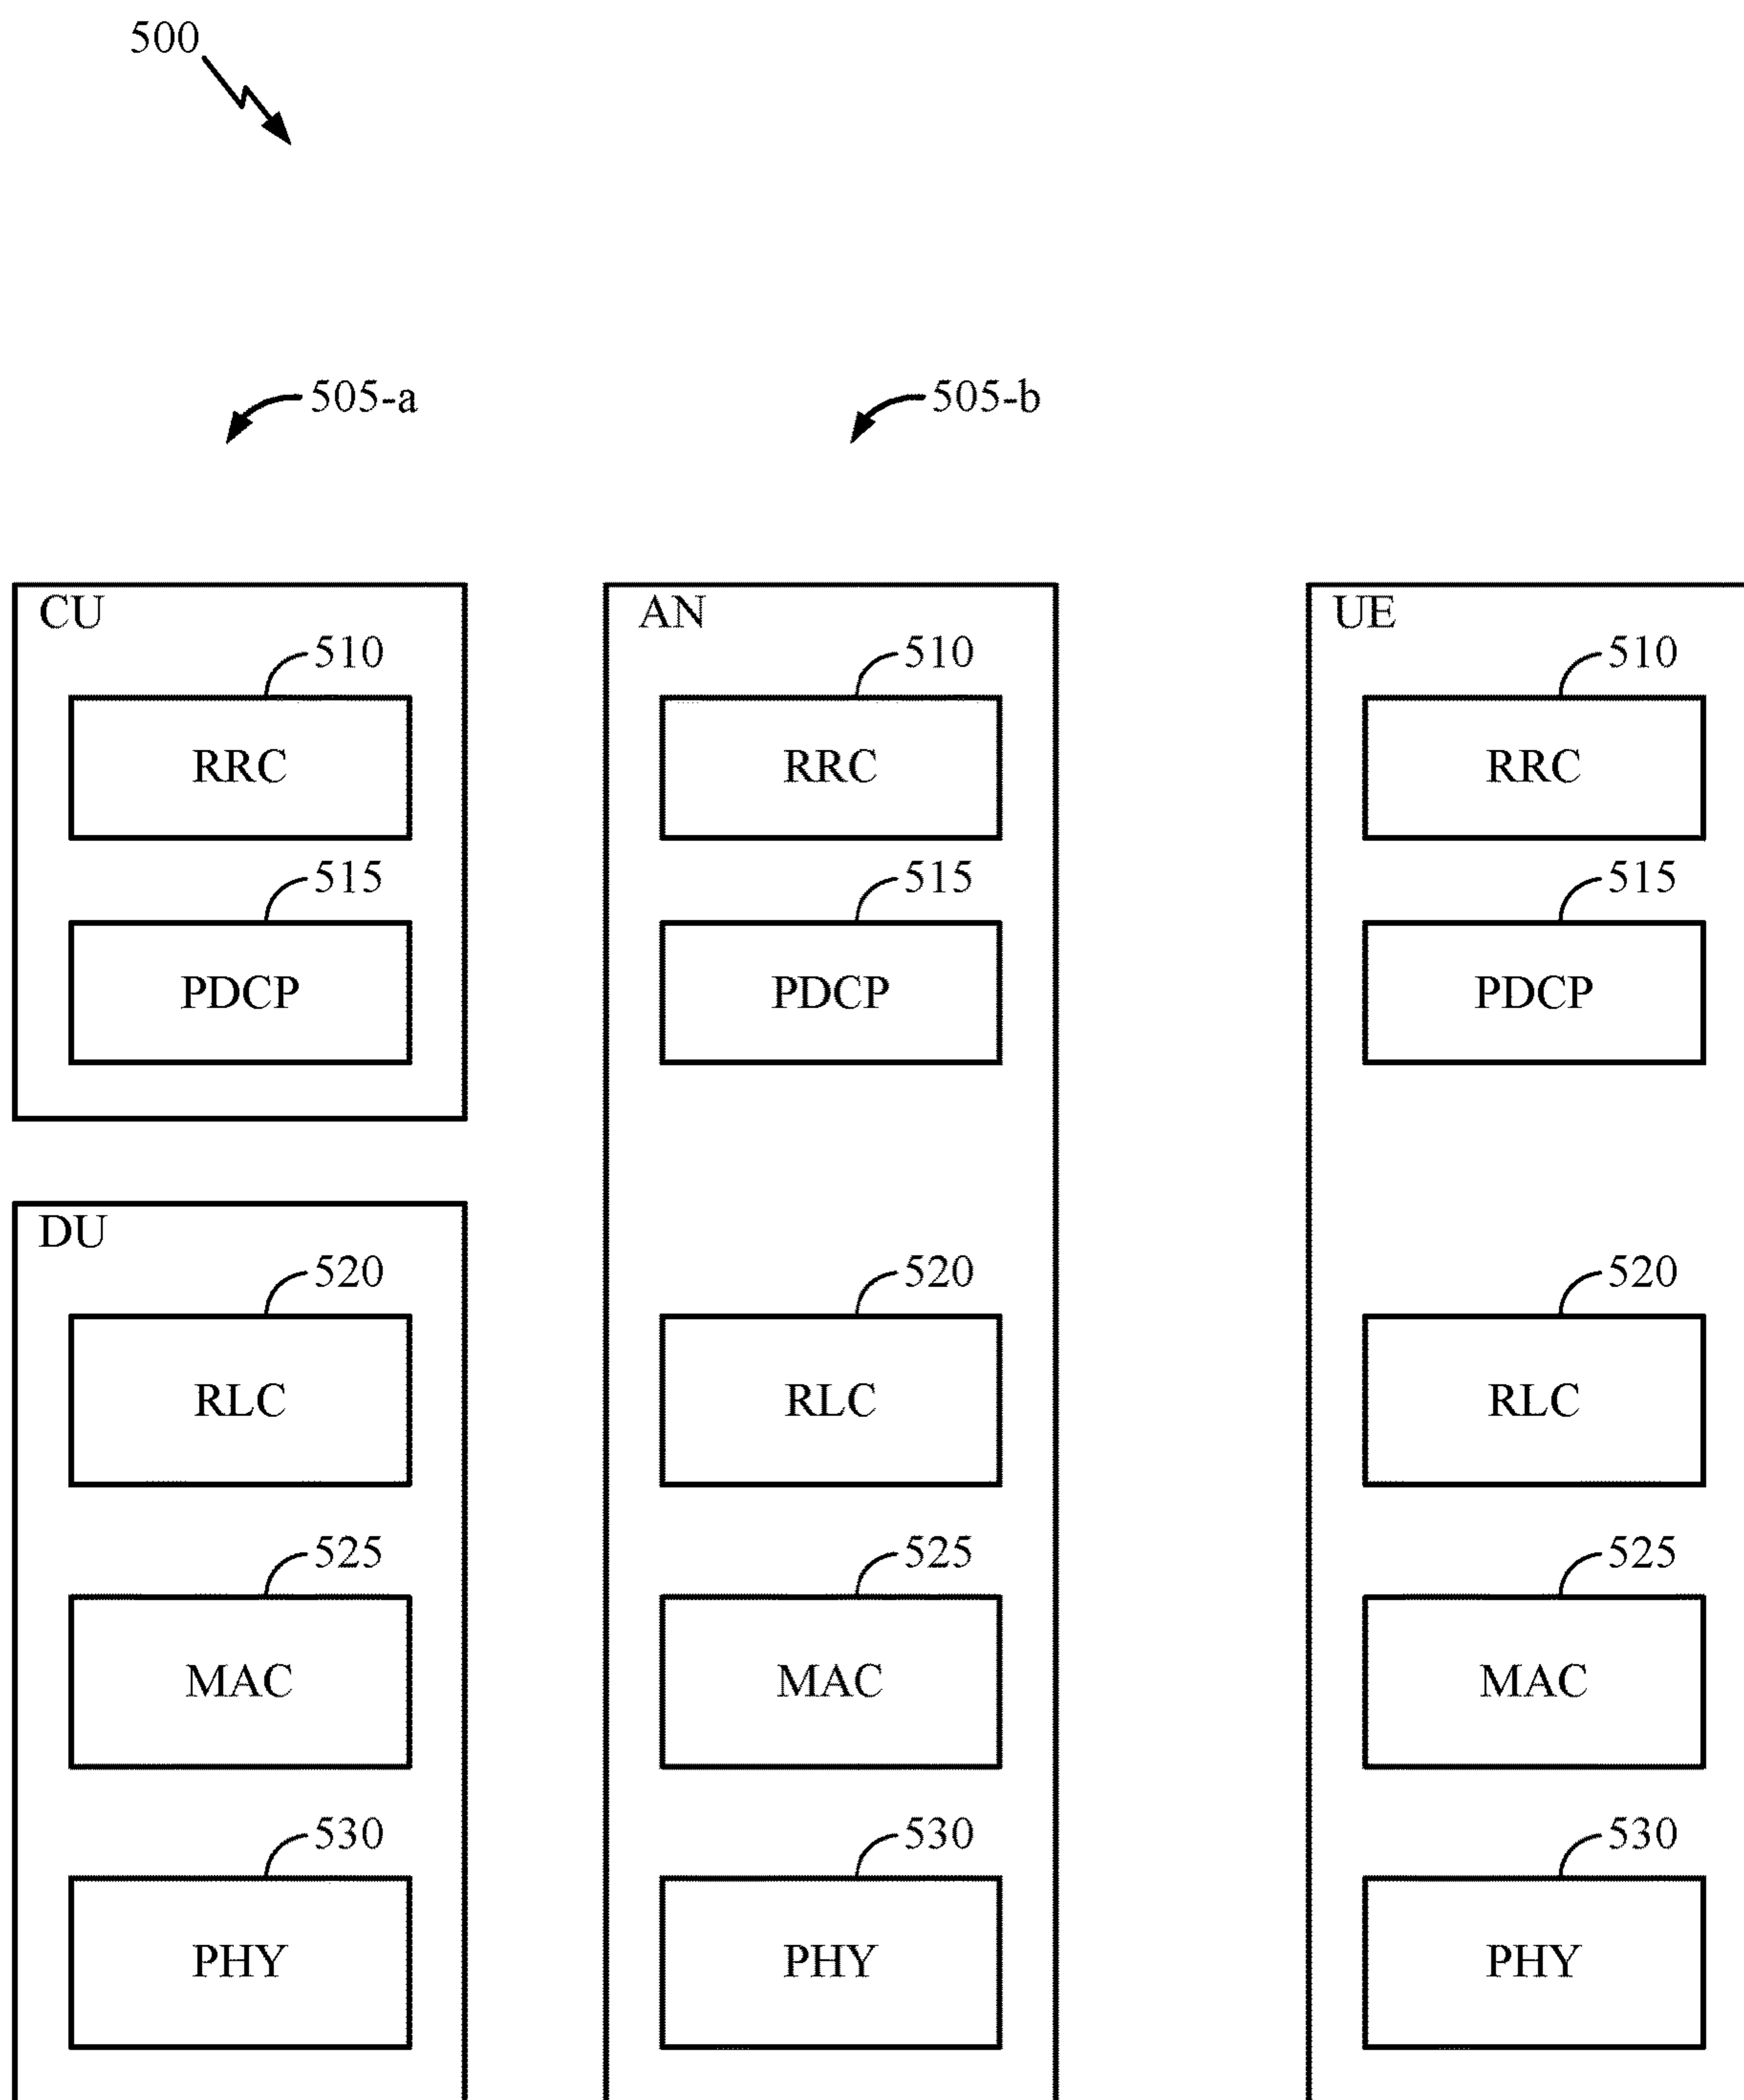 500
505-a 505-b
CU AN UE
510 510 510
RRC RRC RRC
515 515 515
PDCP PDCP PDCP
DU
520 520 520
RLC RLC RLC
525 525 525
MAC MAC MAC
530 530 530
PHY PHY PHY